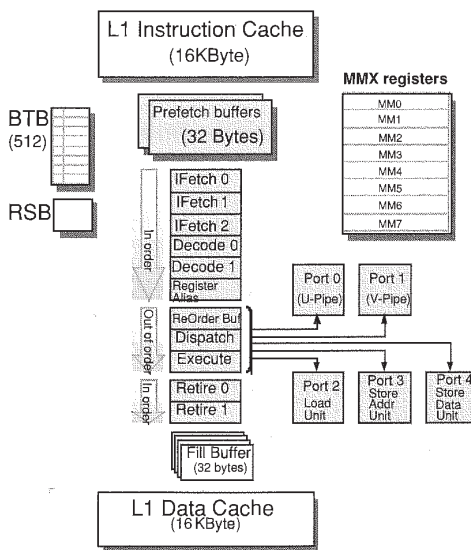 L1 Instruction Cache
(16KByte)
MMX registers
MM0
MM1
MM2
MM3
MM4
MM5
MM6
MM7
BTB
(512)
RSB
Prefetch buffers
(32 Bytes)
In order
IFetch 0
IFetch 1
IFetch 2
Decode 0
Decode 1
Register
Alias
Out of order
ReOrder Buf
Dispatch
Execute
In order
Retire 0
Retire 1
Port 0
(U-Pipe)
Port 1
(V-Pipe)
Port 2
Load
Unit
Port 3
Store
Addr
Unit
Port 4
Store
Data
Unit
Fill Buffer
(32 bytes)
L1 Data Cache
(16 KByte)